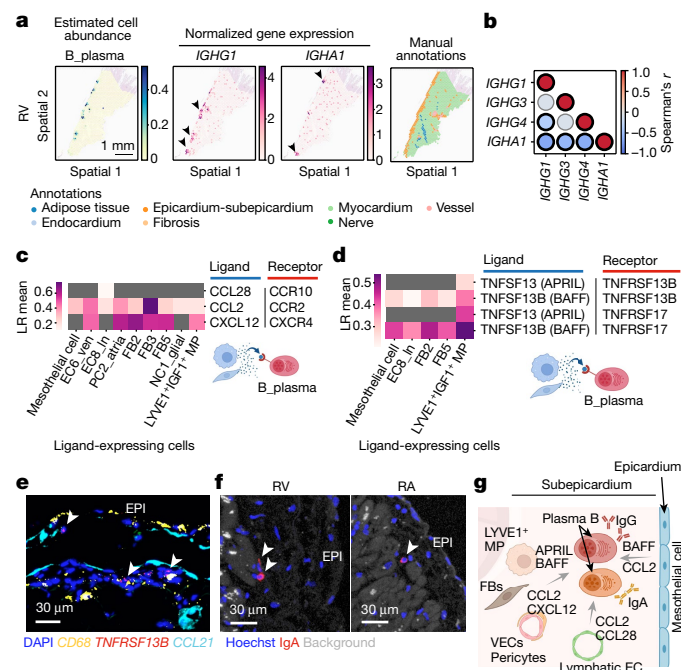 a
Estimated cell
abundance
Normalized gene expression
Manual
annotations
B_plasma
IGHG1
IGHA1
RV
Spatial 2
1 mm
0.4
0.2
0
4
2
0
3
2
1
0
Spatial 1
Spatial 1
Spatial 1
Spatial 1
Annotations
Adipose tissue
Epicardium-subepicardium
Myocardium
Vessel
Endocardium
Fibrosis
Nerve
b
IGHG1
IGHG3
IGHG4
IGHA1
IGHG1
IGHG3
IGHG4
IGHA1
1.0
0.5
0
−0.5
−1.0
Spearman's r
c
LR mean
0.6
0.4
0.2
Ligand
Receptor
CCL28
CCR10
CCL2
CCR2
CXCL12
CXCR4
Mesothelial cell
EC6_ven
EC8_ln
PC2_atria
FB2
FB3
FB5
NC1_glial
LYVE1+IGF1+ MP
B_plasma
Ligand-expressing cells
d
LR mean
0.5
0.4
0.3
Ligand
Receptor
TNFSF13 (APRIL)
TNFRSF13B
TNFSF13B (BAFF)
TNFRSF13B
TNFSF13 (APRIL)
TNFRSF17
TNFSF13B (BAFF)
TNFRSF17
Mesothelial cell
EC8_ln
FB2
FB5
LYVE1+IGF1+ MP
B_plasma
Ligand-expressing cells
e
EPI
30 μm
DAPI CD68 TNFRSF13B CCL21
f
RV
RA
EPI
EPI
30 μm
30 μm
Hoechst IgA Background
g
Epicardium
Subepicardium
Plasma B
IgG
LYVE1+
MP
APRIL
BAFF
BAFF
CCL2
FBs
CCL2
CXCL12
IgA
VECs
Pericytes
CCL2
CCL28
Lymphatic EC
Mesothelial cell